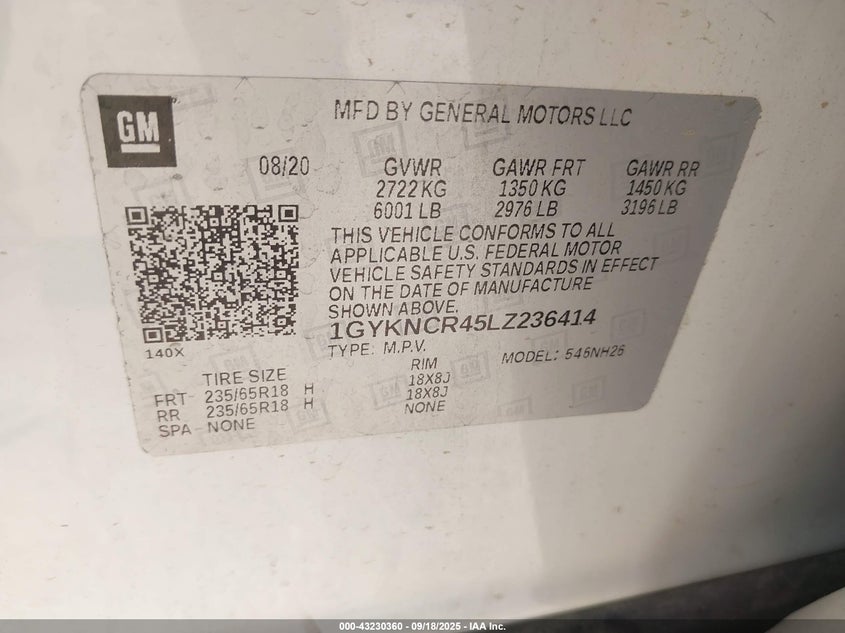 GM
MFD BY GENERAL MOTORS LLC
08/20 GVWR GAWR FRT GAWR RR
2722 KG 1350 KG 1450 KG
6001 LB 2976 LB 3196 LB
THIS VEHICLE CONFORMS TO ALL
APPLICABLE U.S. FEDERAL MOTOR
VEHICLE SAFETY STANDARDS IN EFFECT
ON THE DATE OF MANUFACTURE
SHOWN ABOVE.
1GYKNCR45LZ236414
140X
TYPE: M.P.V. MODEL: 546NH26
TIRE SIZE RIM
FRT- 235/65R18 H 18X8J
RR 235/65R18 H 18X8J
SPA- NONE NONE
000-43230360 - 09/18/2025 - IAA Inc.